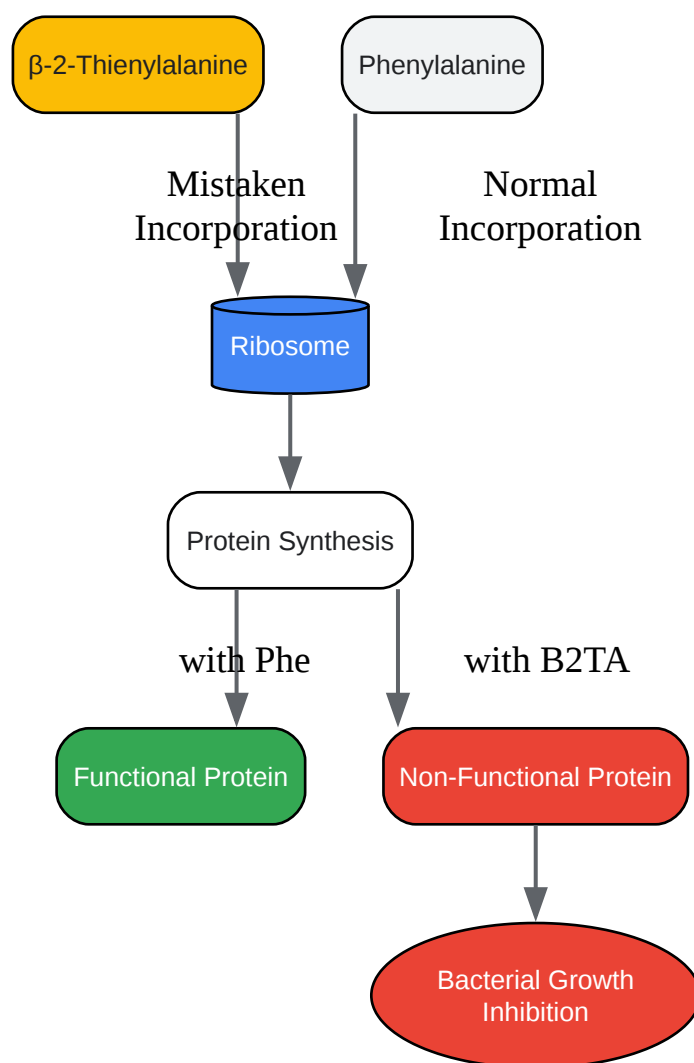 β-2-Thienylalanine
Phenylalanine
Mistaken
Incorporation
Normal
Incorporation
Ribosome
Protein Synthesis
with Phe
with B2TA
Functional Protein
Non-Functional Protein
Bacterial Growth
Inhibition